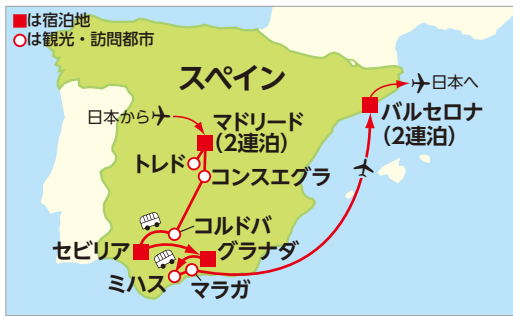 ■は宿泊地
○は観光・訪問都市
スペイン
日本へ
バルセロナ
(2連泊)
日本から
マドリード
(2連泊)
トレド
コンスエグラ
コルドバ
セビリア
グラナダ
ミハス
マラガ